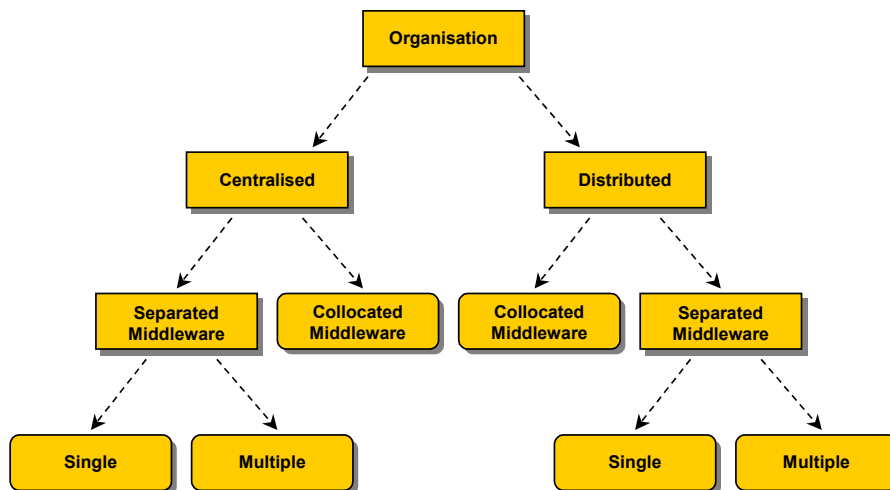 Organisation
Centralised
Distributed
Separated
Middleware
Collocated
Middleware
Collocated
Middleware
Separated
Middleware
Single
Multiple
Single
Multiple